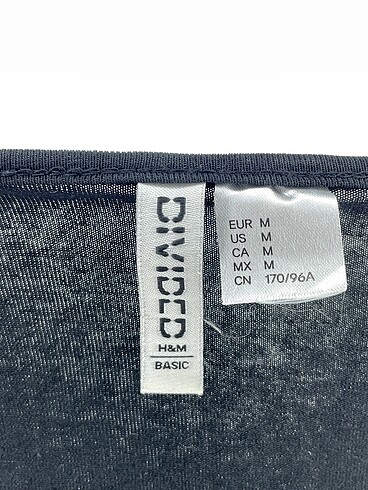 DIVIDED
H&M
BASIC
EUR M
US M
CA M
MX M
CN 170/96A